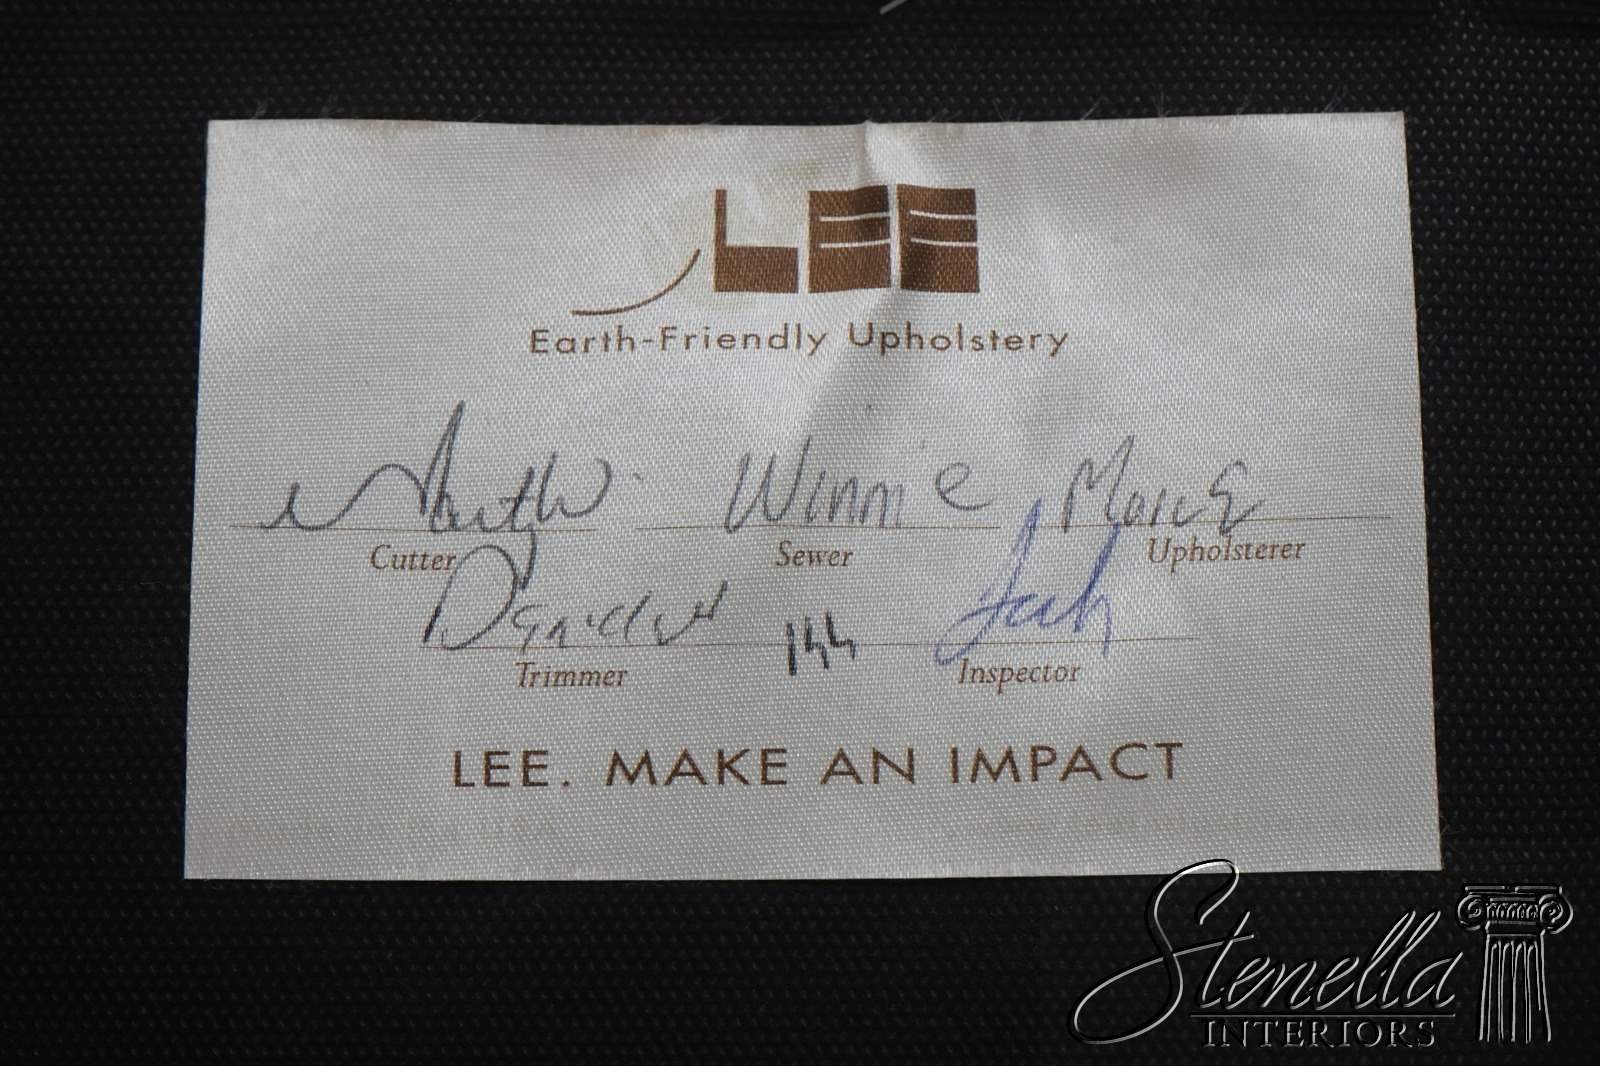 LEE
Earth-Friendly Upholstery
Winnie
Cutter Sewer Upholsterer
Trimmer Inspector
LEE. MAKE AN IMPACT
Stenella
INTERIORS